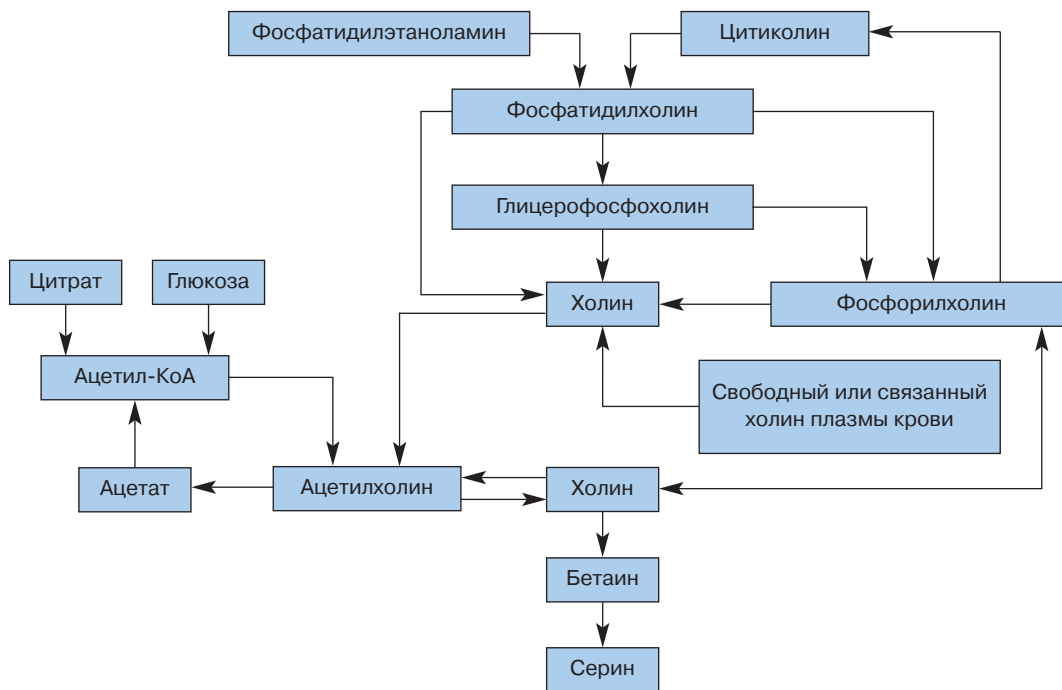 Фосфатидилэтаноламин
Цитиколин
Фосфатидилхолин
Глицерофосфохолин
Цитрат
Глюкоза
Холин
Фосфорилхолин
Ацетил-КоА
Свободный или связанный
холин плазмы крови
Ацетат
Ацетилхолин
Холин
Бетаин
Серин